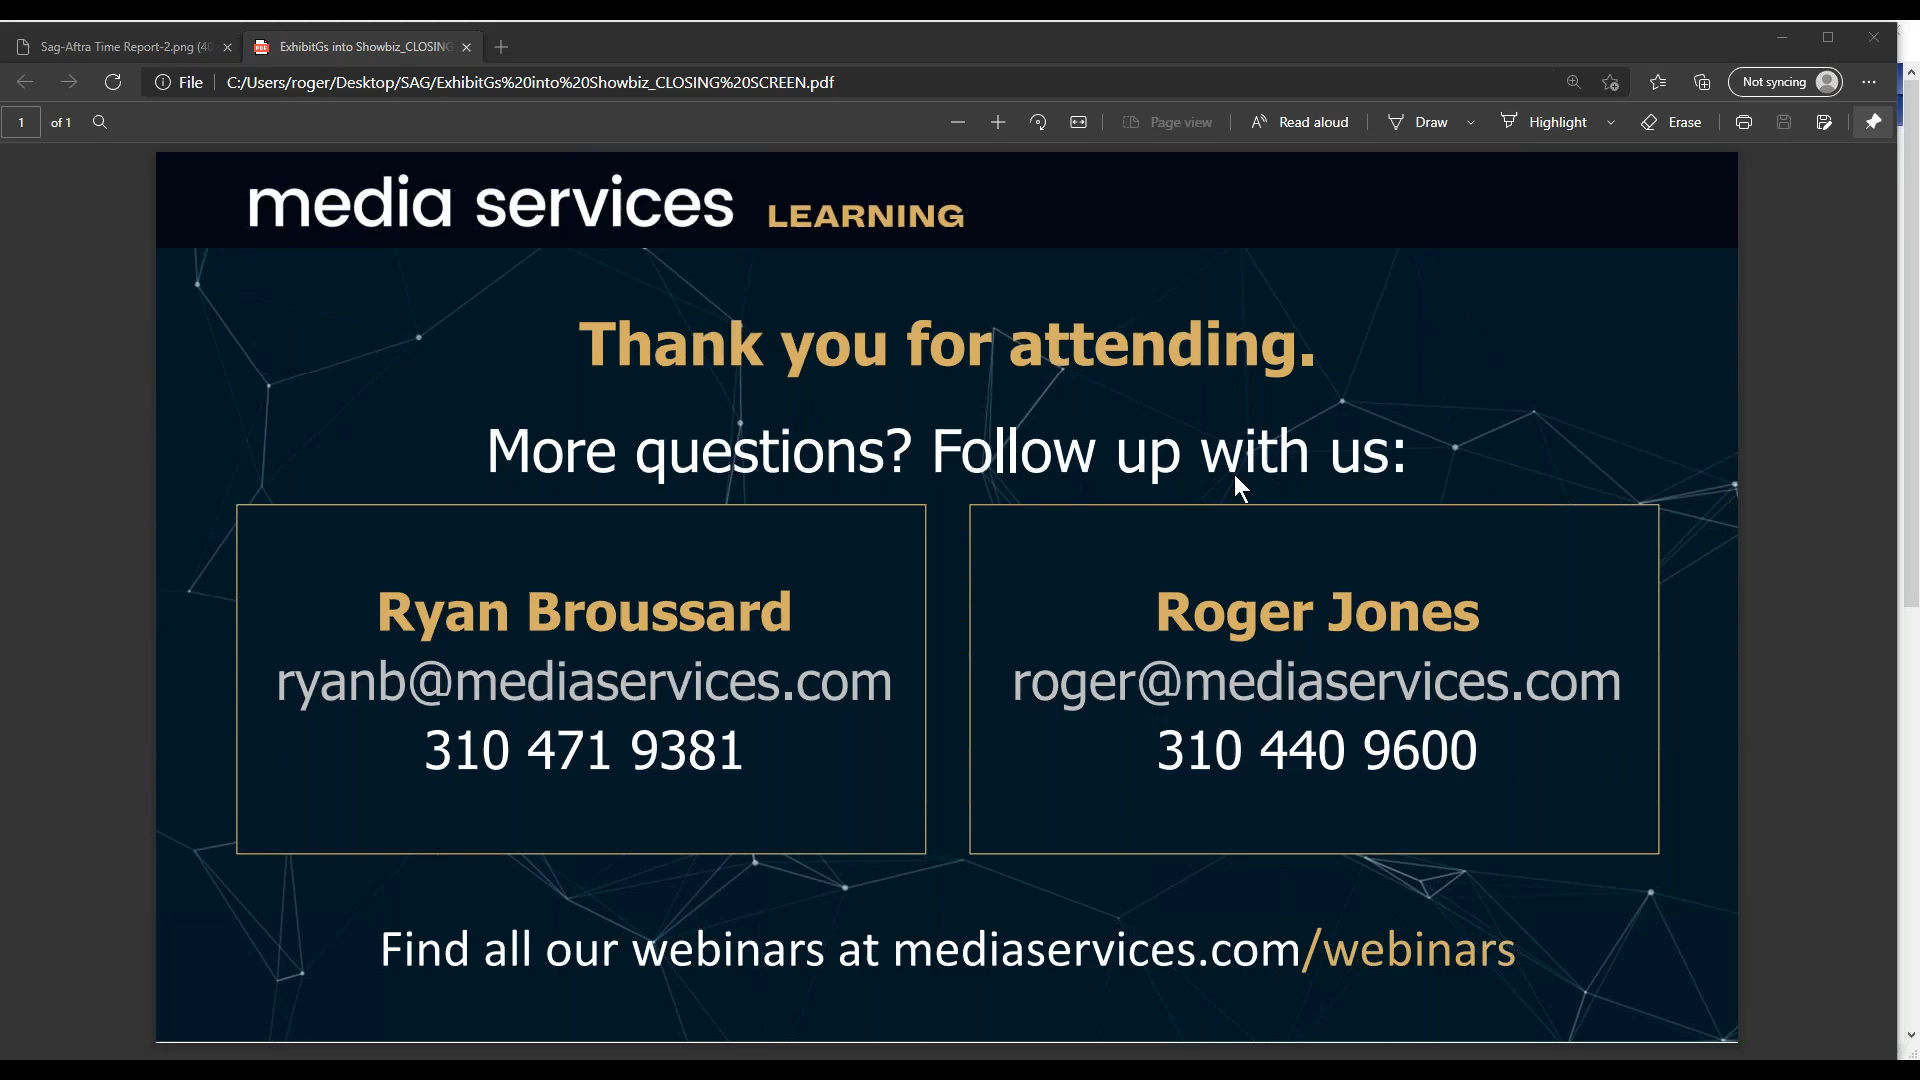 Sag-Aftra Time Report-2.png (40
ExhibitGs into Showbiz_CLOSING
File
C:/Users/roger/Desktop/SAG/ExhibitGs%20into%20Showbiz_CLOSING%20SCREEN.pdf
Not syncing
1 of 1
Page view
Read aloud
Draw
Highlight
Erase
media services LEARNING
Thank you for attending.
More questions? Follow up with us:
Ryan Broussard
ryanb@mediaservices.com
310 471 9381
Roger Jones
roger@mediaservices.com
310 440 9600
Find all our webinars at mediaservices.com/webinars